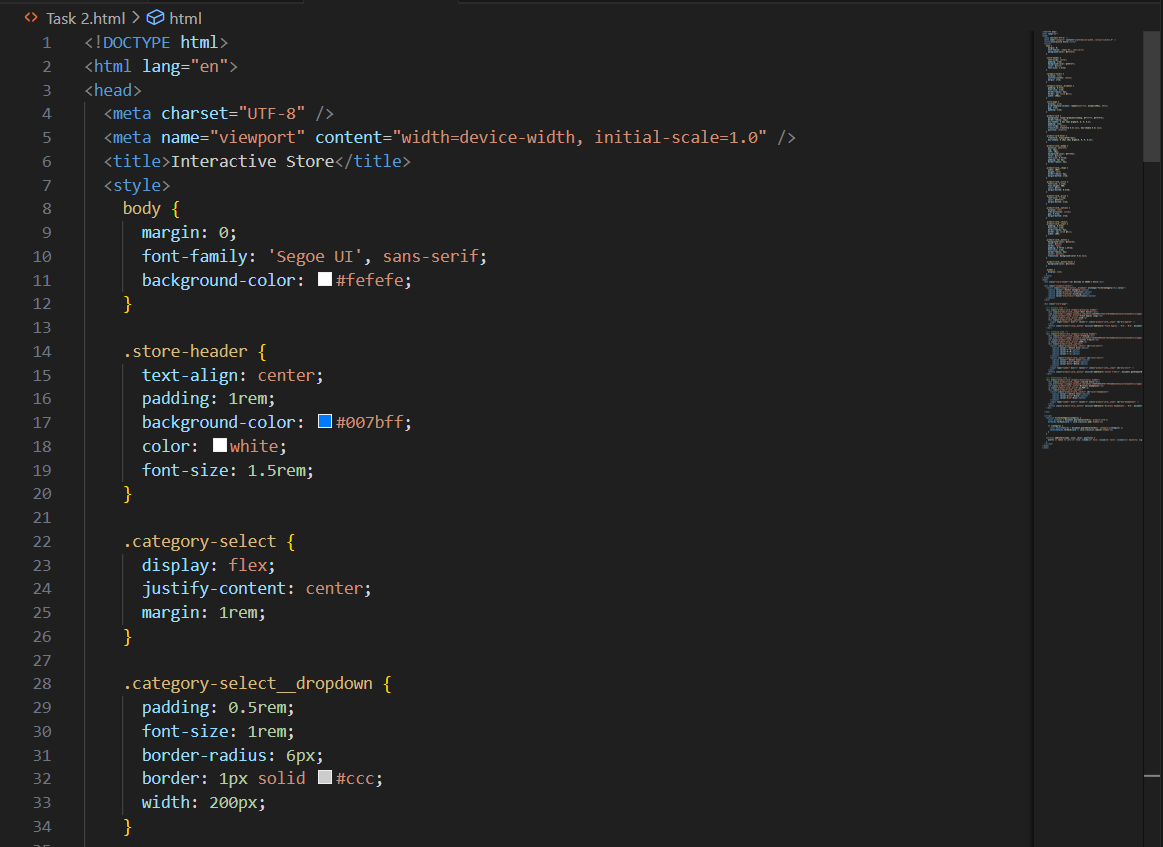 Task 2.html > html
1 <!DOCTYPE html>
2 <html lang="en">
3 <head>
4 <meta charset="UTF-8" />
5 <meta name="viewport" content="width=device-width, initial-scale=1.0" />
6 <title>Interactive Store</title>
7 <style>
8 body {
9 margin: 0;
10 font-family: 'Segoe UI', sans-serif;
11 background-color: #fefefe;
12 }
13
14 .store-header {
15 text-align: center;
16 padding: 1rem;
17 background-color: #007bff;
18 color: white;
19 font-size: 1.5rem;
20 }
21
22 .category-select {
23 display: flex;
24 justify-content: center;
25 margin: 1rem;
26 }
27
28 .category-select__dropdown {
29 padding: 0.5rem;
30 font-size: 1rem;
31 border-radius: 6px;
32 border: 1px solid #ccc;
33 width: 200px;
34 }